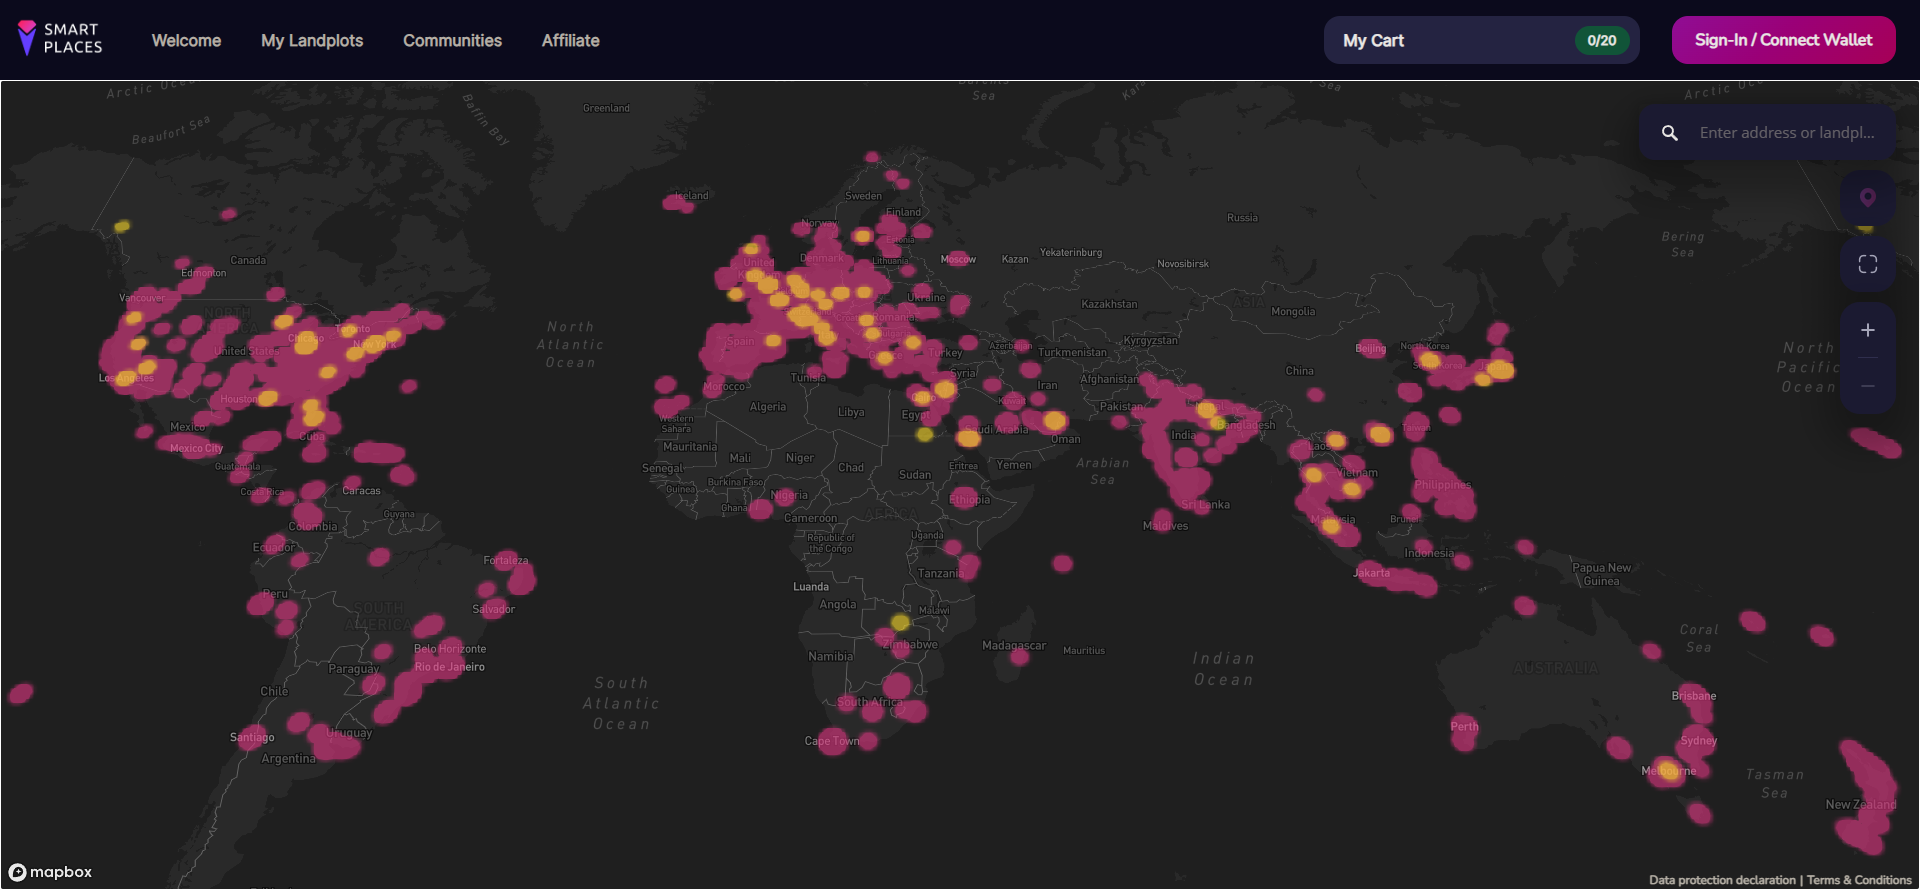 SMART
PLACES
Welcome
My Landplots
Communities
Affiliate
My Cart
0/20
Sign-In / Connect Wallet
Enter address or landpl...
Beaufort Sea
Baffin Bay
Greenland
Sea
Iceland
Sweden
Finland
Norway
Estonia
Russia
Bering
Sea
Canada
Edmonton
Vancouver
United
Denmark
Lithuania
Moscow
Kazan
Yekaterinburg
Novosibirsk
Ukraine
Kazakhstan
ASIA
Mongolia
NORTH
Toronto
Chicago
New York
United States
North
Atlantic
Ocean
Spain
Turkey
Azerbaijan
Turkmenistan
Kyrgyzstan
Beijing
North Korea
North
Pacific
Ocean
Los Angeles
Houston
Morocco
Tunisia
Syria
Iran
Afghanistan
China
Algeria
Libya
Cairo
Egypt
Kuwait
Pakistan
Nepal
Mexico
Western
Sahara
Saudi Arabia
Oman
India
Bangladesh
Taiwan
Cuba
Mexico City
Mauritania
Mali
Niger
Chad
Sudan
Eritrea
Yemen
Arabian
Sea
Laos
Vietnam
Guatemala
Senegal
Burkina Faso
Philippines
Costa Rica
Caracas
Guinea
Ghana
Nigeria
Ethiopia
Sri Lanka
Guyana
Cameroon
AFRICA
Maldives
Malaysia
Brunei
Colombia
Republic of
the Congo
Uganda
Ecuador
Fortaleza
Indonesia
Jakarta
Tanzania
Papua New
Guinea
Luanda
Peru
SOUTH
AMERICA
Salvador
Angola
Malawi
Coral
Sea
Belo Horizonte
Rio de Janeiro
Namibia
Zimbabwe
Madagascar
Mauritius
Indian
Ocean
AUSTRALIA
Paraguay
Chile
South
Atlantic
Ocean
South Africa
Brisbane
Santiago
Uruguay
Argentina
Cape Town
Perth
Sydney
Melbourne
Tasman
Sea
New Zealand
mapbox
Data protection declaration | Terms & Conditions